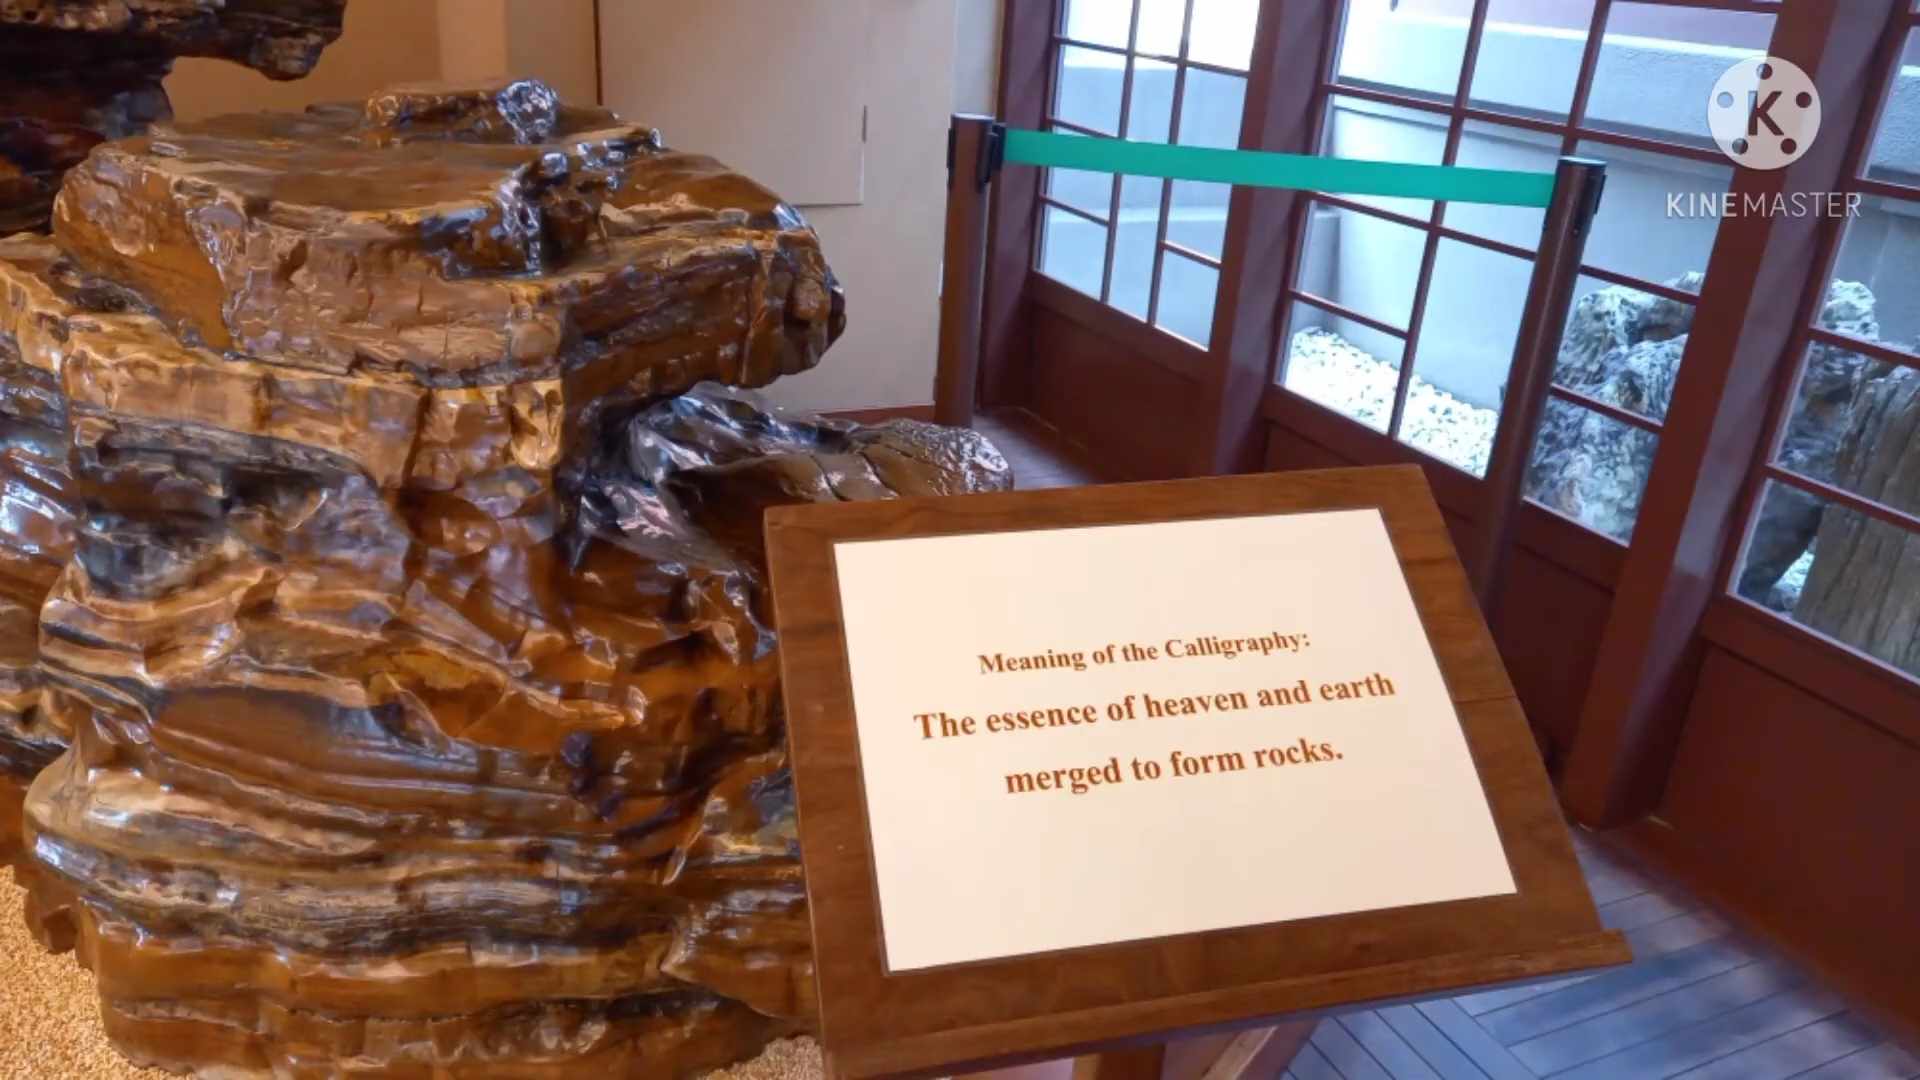 K
KINEMASTER
Meaning of the Calligraphy:
The essence of heaven and earth
merged to form rocks.